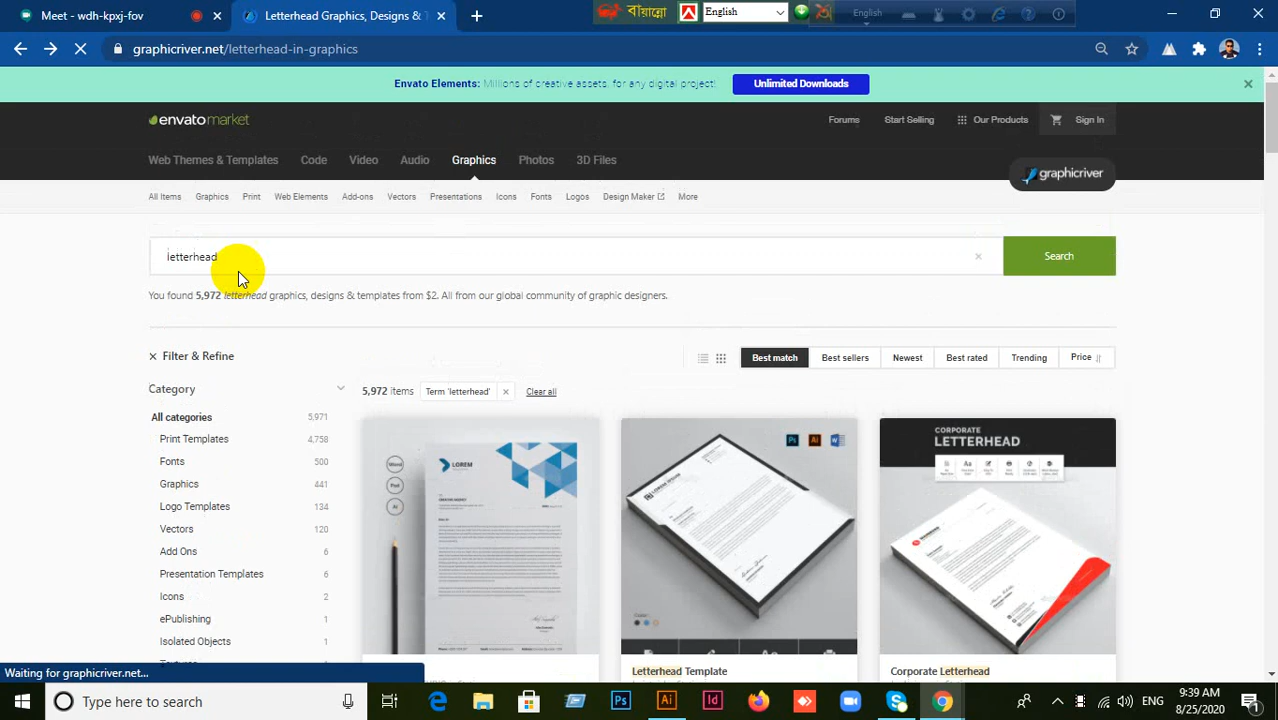 Meet - wth-kpxj-fov
Letterhead Graphics, Designs & T
বায়ান্নো
English
English
graphicriver.net/letterhead-in-graphics
Envato Elements: Millions of creative assets, for any digital project! Unlimited Downloads
envatomarket
Forums Start Selling Our Products Sign In
Web Themes & Templates Code Video Audio Graphics Photos 3D Files
graphicriver
All Items Graphics Print Web Elements Add-ons Vectors Presentations Icons Fonts Logos Design Maker More
letterhead
Search
You found 5,972 letterhead graphics, designs & templates from $2. All from our global community of graphic designers.
Filter & Refine
Best match Best sellers Newest Best rated Trending Price
Category
5,972 items Term 'letterhead' Clear all
All categories 5,971
Print Templates 4,758
Fonts 500
Graphics 441
Logo Templates 134
Vectors 120
Add Ons 6
Presentation Templates 6
Icons 2
ePublishing 1
Isolated Objects 1
LOREM
Ai
Ps Ai W
CORPORATE
LETTERHEAD
Letterhead Template
Corporate Letterhead
Waiting for graphicriver.net...
Type here to search
Ps Ai Id
ENG
9:39 AM
8/25/2020